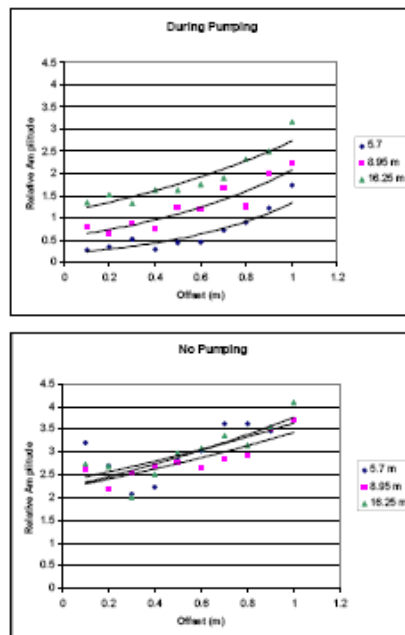 During Pumping
4.5
4
3.5
3
2.5
2
1.5
1
0.5
0
Relative Amplitude
0 0.2 0.4 0.6 0.8 1 1.2
Offset (m)
5.7
8.95 m
16.25 m
No Pumping
4.5
4
3.5
3
2.5
2
1.5
1
0.5
0
Relative Amplitude
0 0.2 0.4 0.6 0.8 1 1.2
Offset (m)
5.7 m
8.95 m
16.25 m